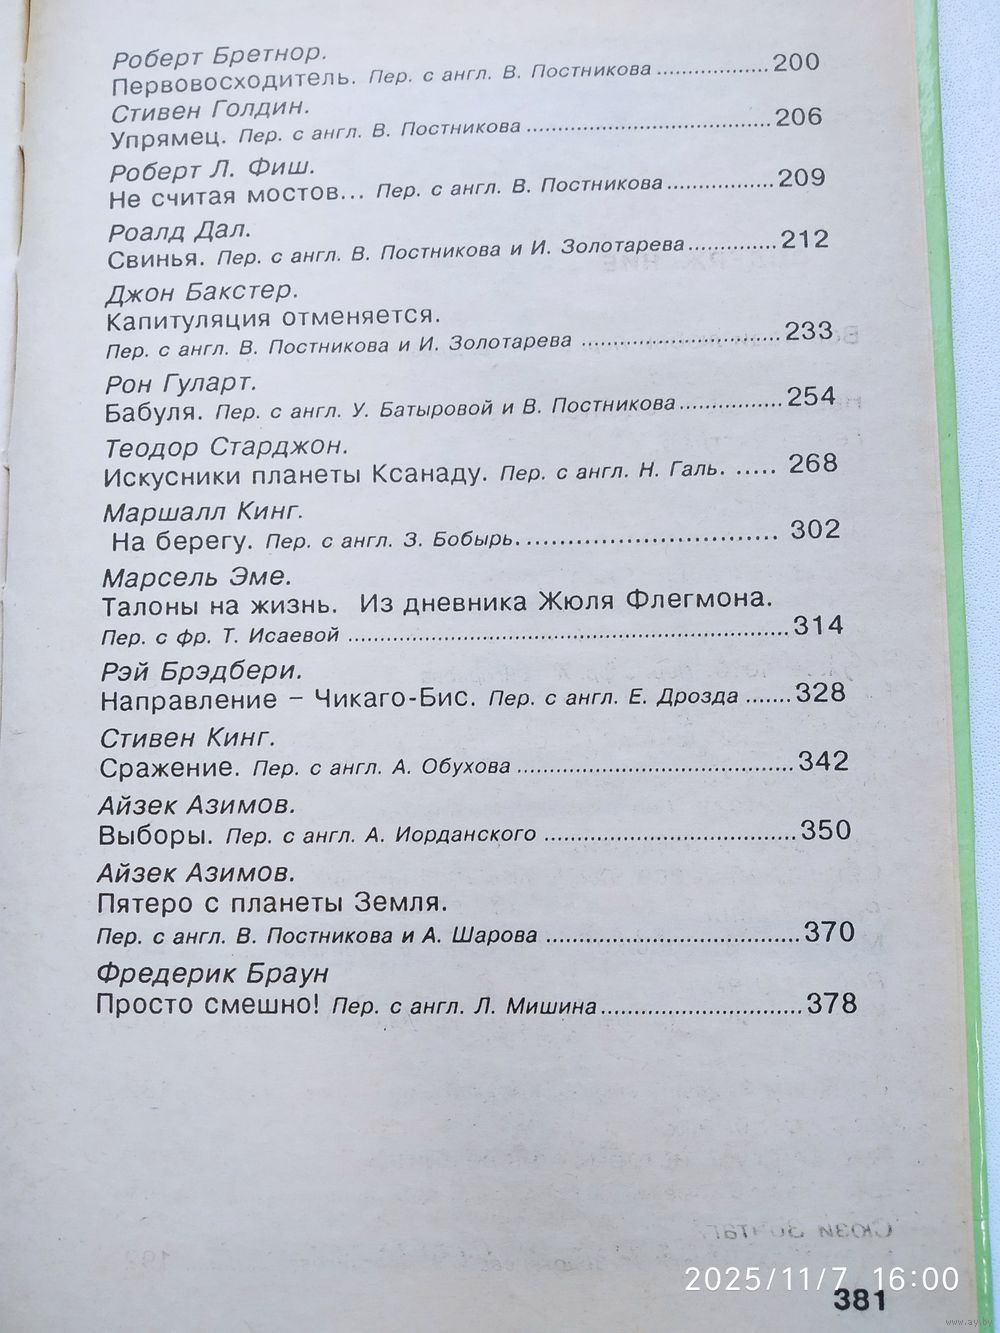 Роберт Бретнор.
Первовосходитель. Пер. с англ. В. Постникова ..................200
Стивен Голдин.
Упрямец. Пер. с англ. В. Постникова .......................................206
Роберт Л. Фиш.
Не считая мостов... Пер. с англ. В. Постникова.................209
Роалд Дал.
Свинья. Пер. с англ. В. Постникова и И. Золотарева..............212
Джон Бакстер.
Капитуляция отменяется.
Пер. с англ. В. Постникова и И. Золотарева ................................233
Рон Гуларт.
Бабуля. Пер. с англ. У. Батыровой и В. Постникова................254
Теодор Старджон.
Искусники планеты Ксанаду. Пер. с англ. Н. Галь. ..... 268
Маршалл Кинг.
На берегу. Пер. с англ. З. Бобырь................................. 302
Марсель Эме.
Талоны на жизнь. Из дневника Жюля Флегмона.
Пер. с фр. Т. Исаевой .......................................................................314
Рэй Брэдбери.
Направление – Чикаго-Бис. Пер. с англ. Е. Дрозда .......328
Стивен Кинг.
Сражение. Пер. с англ. А. Обухова ............................................342
Айзек Азимов.
Выборы. Пер. с англ. А. Иорданского ........................................350
Айзек Азимов.
Пятеро с планеты Земля.
Пер. с англ. В. Постникова и А. Шарова ........................................370
Фредерик Браун
Просто смешно! Пер. с англ. Л. Мишина.............................378
2025/11/7 16:00
381
www.ay.by